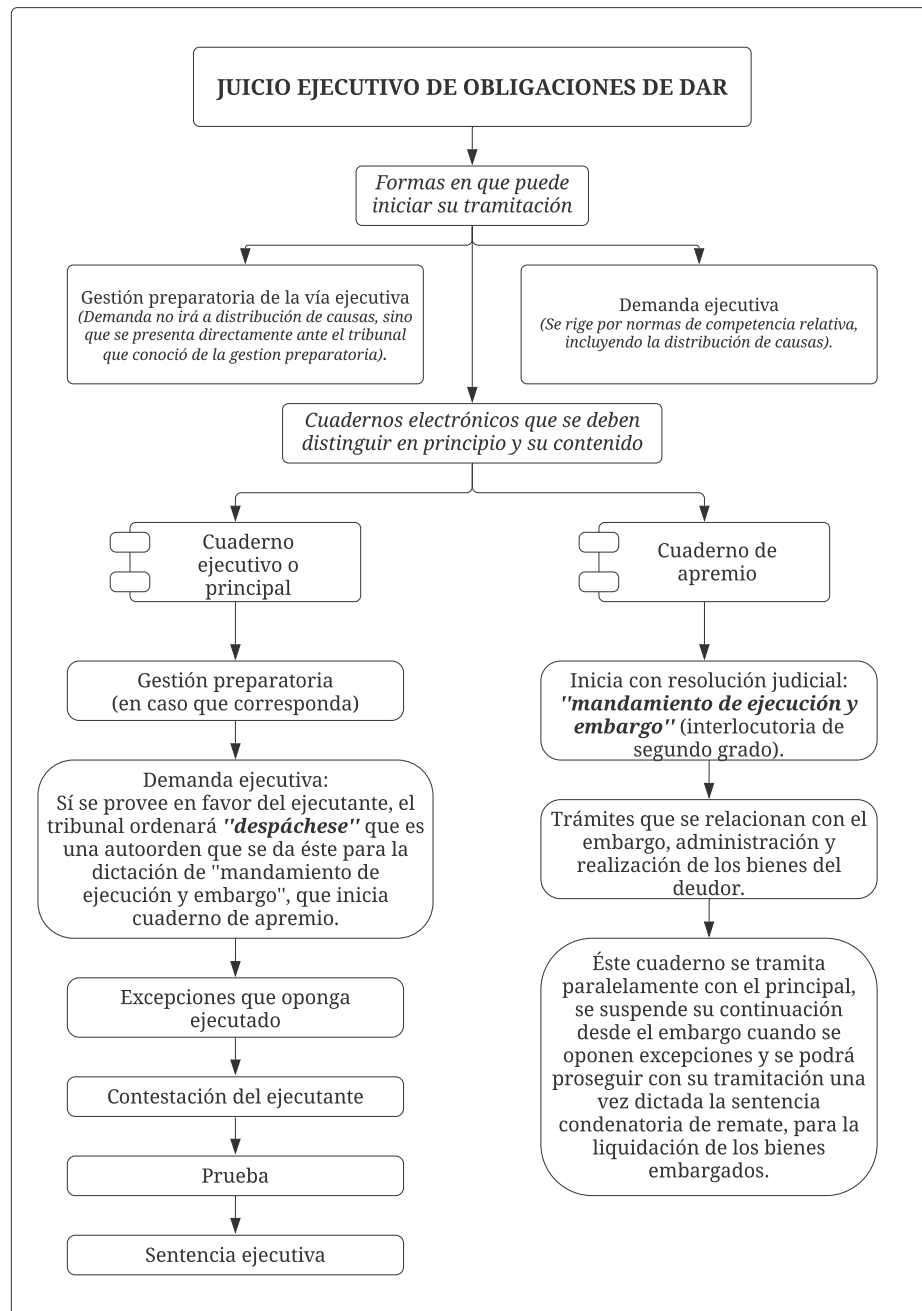 JUICIO EJECUTIVO DE OBLIGACIONES DE DAR
Formas en que puede
iniciar su tramitación
Gestión preparatoria de la vía ejecutiva
(Demanda no irá a distribución de causas, sino
que se presenta directamente ante el tribunal
que conoció de la gestion preparatoria).
Demanda ejecutiva
(Se rige por normas de competencia relativa,
incluyendo la distribución de causas).
Cuadernos electrónicos que se deben
distinguir en principio y su contenido
Cuaderno
ejecutivo o
principal
Gestión preparatoria
(en caso que corresponda)
Demanda ejecutiva:
Sí se provee en favor del ejecutante, el
tribunal ordenará "despáchese" que es
una autoorden que se da éste para la
dictación de "mandamiento de
ejecución y embargo", que inicia
cuaderno de apremio.
Excepciones que oponga
ejecutado
Contestación del ejecutante
Prueba
Sentencia ejecutiva
Cuaderno de
apremio
Inicia con resolución judicial:
"mandamiento de ejecución y
embargo" (interlocutoria de
segundo grado).
Trámites que se relacionan con el
embargo, administración y
realización de los bienes del
deudor.
Éste cuaderno se tramita
paralelamente con el principal,
se suspende su continuación
desde el embargo cuando se
oponen excepciones y se podrá
proseguir con su tramitación una
vez dictada la sentencia
condenatoria de remate, para la
liquidación de los bienes
embargados.